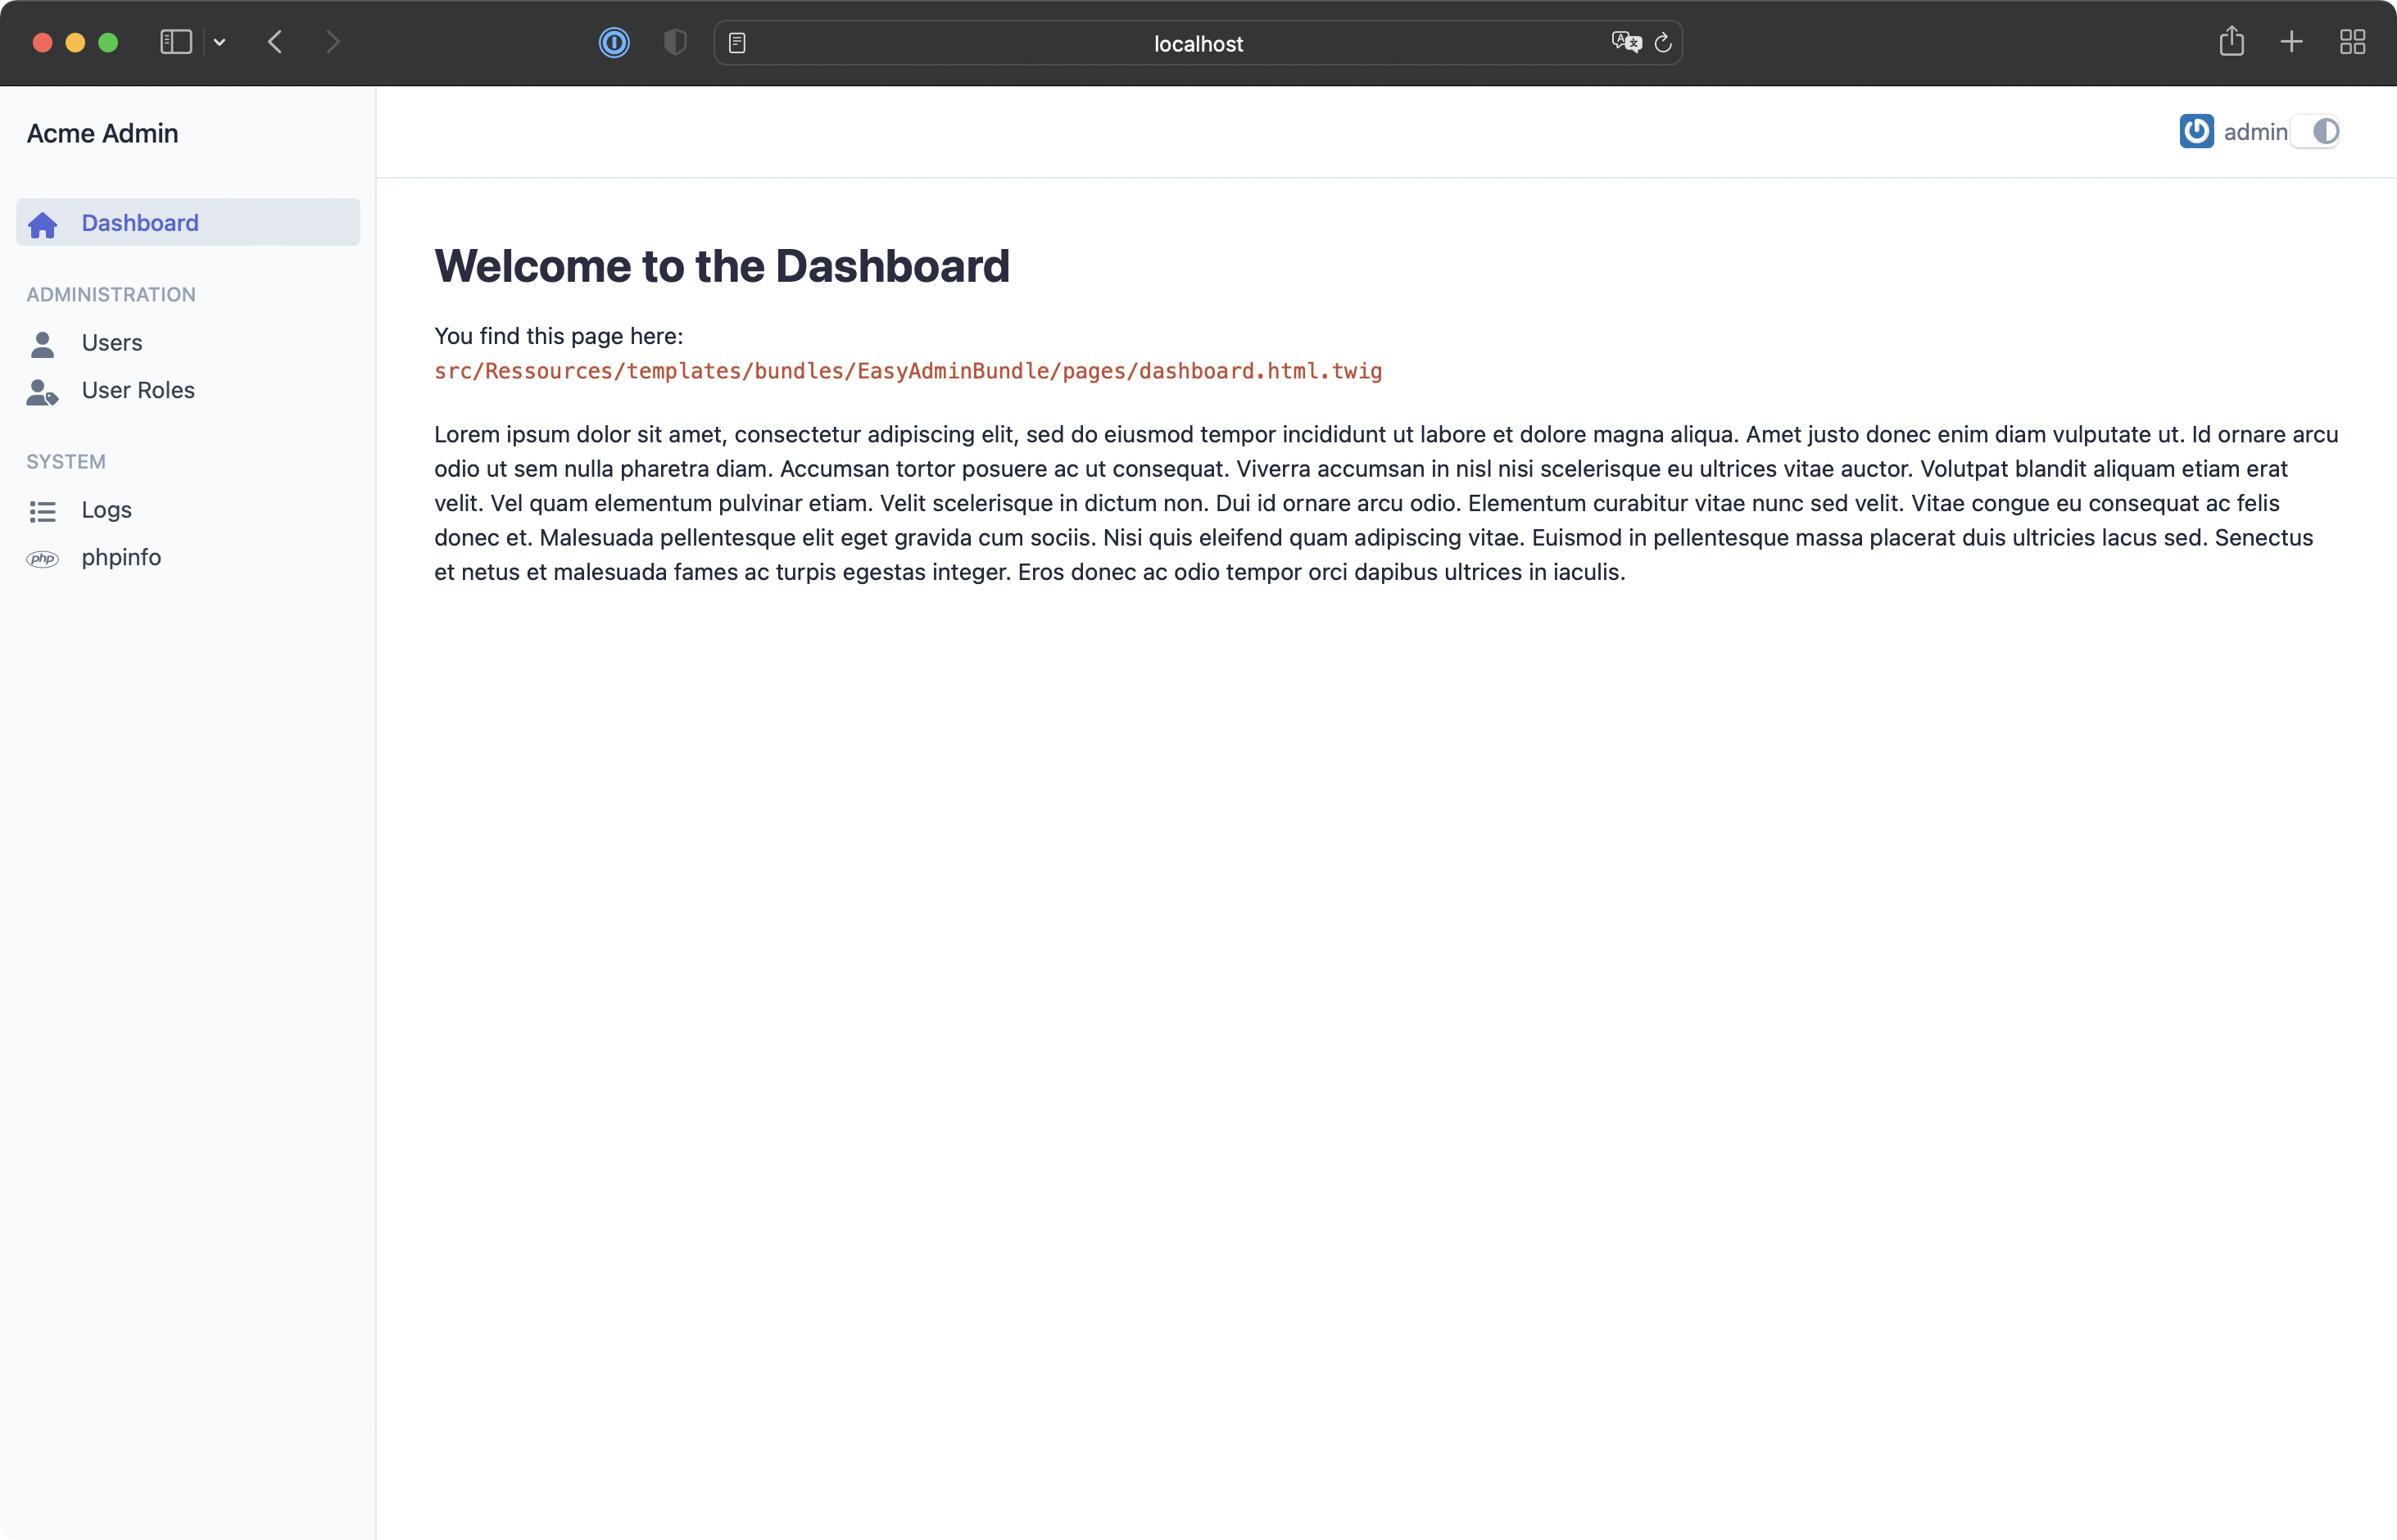 localhost
Acme Admin
admin
Dashboard
ADMINISTRATION
Users
User Roles
SYSTEM
Logs
php phpinfo
Welcome to the Dashboard
You find this page here:
src/Ressources/templates/bundles/EasyAdminBundle/pages/dashboard.html.twig
Lorem ipsum dolor sit amet, consectetur adipiscing elit, sed do eiusmod tempor incididunt ut labore et dolore magna aliqua. Amet justo donec enim diam vulputate ut. Id ornare arcu
odio ut sem nulla pharetra diam. Accumsan tortor posuere ac ut consequat. Viverra accumsan in nisl nisi scelerisque eu ultrices vitae auctor. Volutpat blandit aliquam etiam erat
velit. Vel quam elementum pulvinar etiam. Velit scelerisque in dictum non. Dui id ornare arcu odio. Elementum curabitur vitae nunc sed velit. Vitae congue eu consequat ac felis
donec et. Malesuada pellentesque elit eget gravida cum sociis. Nisi quis eleifend quam adipiscing vitae. Euismod in pellentesque massa placerat duis ultricies lacus sed. Senectus
et netus et malesuada fames ac turpis egestas integer. Eros donec ac odio tempor orci dapibus ultrices in iaculis.